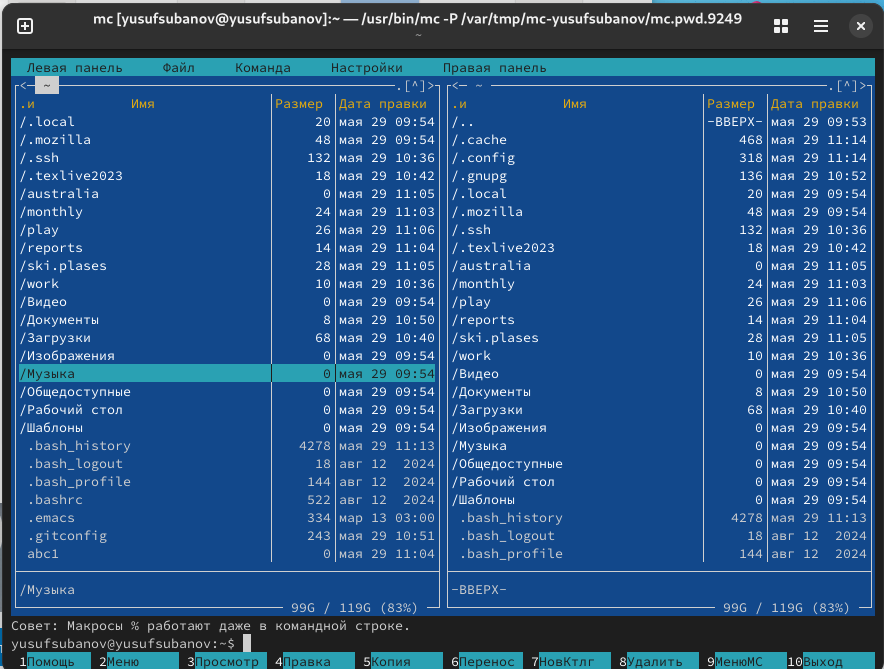 mc [yusufsubanov@yusufsubanov]:~ — /usr/bin/mc -P /var/tmp/mc-yusufsubanov/mc.pwd.9249
~
Левая панель Файл Команда Настройки Правая панель
<─ ~ .[^]>
.и Имя Размер Дата правки
/.local 20 мая 29 09:54
/.mozilla 48 мая 29 09:54
/.ssh 132 мая 29 10:36
/.texlive2023 18 мая 29 10:42
/australia 0 мая 29 11:05
/monthly 24 мая 29 11:03
/play 26 мая 29 11:06
/reports 14 мая 29 11:04
/ski.plases 28 мая 29 11:05
/work 10 мая 29 10:36
/Видео 0 мая 29 09:54
/Документы 8 мая 29 10:50
/Загрузки 68 мая 29 10:40
/Изображения 0 мая 29 09:54
/Музыка 0 мая 29 09:54
/Общедоступные 0 мая 29 09:54
/Рабочий стол 0 мая 29 09:54
/Шаблоны 0 мая 29 09:54
.bash_history 4278 мая 29 11:13
.bash_logout 18 авг 12 2024
.bash_profile 144 авг 12 2024
.bashrc 522 авг 12 2024
.emacs 334 мар 13 03:00
.gitconfig 243 мая 29 10:51
abc1 0 мая 29 11:04
/Музыка
99G / 119G (83%)
<─ ~ .[^]>
.и Имя Размер Дата правки
/.. -ВВЕРХ- мая 29 09:53
/.cache 468 мая 29 11:14
/.config 318 мая 29 11:14
/.gnupg 136 мая 29 10:52
/.local 20 мая 29 09:54
/.mozilla 48 мая 29 09:54
/.ssh 132 мая 29 10:36
/.texlive2023 18 мая 29 10:42
/australia 0 мая 29 11:05
/monthly 24 мая 29 11:03
/play 26 мая 29 11:06
/reports 14 мая 29 11:04
/ski.plases 28 мая 29 11:05
/work 10 мая 29 10:36
/Видео 0 мая 29 09:54
/Документы 8 мая 29 10:50
/Загрузки 68 мая 29 10:40
/Изображения 0 мая 29 09:54
/Музыка 0 мая 29 09:54
/Общедоступные 0 мая 29 09:54
/Рабочий стол 0 мая 29 09:54
/Шаблоны 0 мая 29 09:54
.bash_history 4278 мая 29 11:13
.bash_logout 18 авг 12 2024
.bash_profile 144 авг 12 2024
-ВВЕРХ-
99G / 119G (83%)
Совет: Макросы % работают даже в командной строке.
yusufsubanov@yusufsubanov:~$
1Помощь 2Меню 3Просмотр 4Правка 5Копия 6Перенос 7НовКтлг 8Удалить 9МенюMC 10Выход